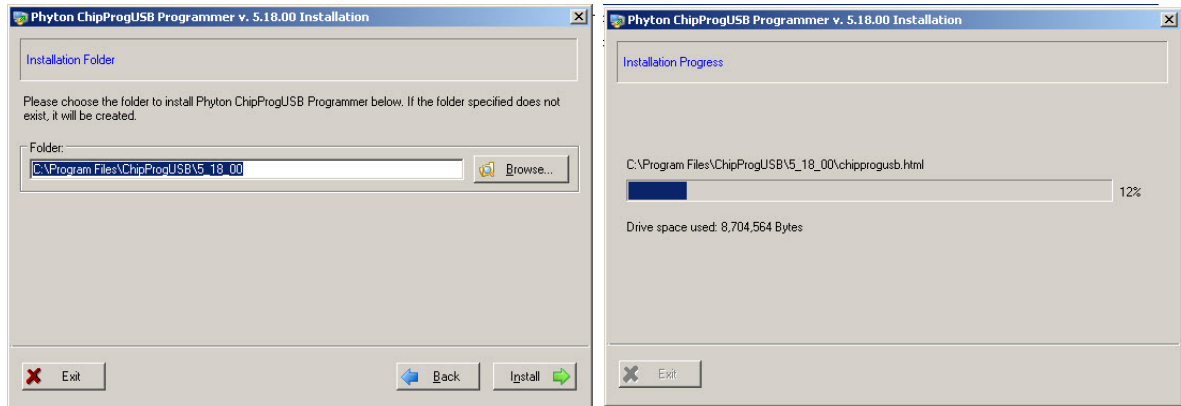 Phyton ChipProgUSB Programmer v. 5.18.00 Installation
Installation Folder
Please choose the folder to install Phyton ChipProgUSB Programmer below. If the folder specified does not
exist, it will be created.
Folder:
C:\Program Files\ChipProgUSB\5_18_00
Browse...
Exit
Back
Install
Phyton ChipProgUSB Programmer v. 5.18.00 Installation
Installation Progress
C:\Program Files\ChipProgUSB\5_18_00\chipprogusb.html
12%
Drive space used: 8,704,564 Bytes
Exit